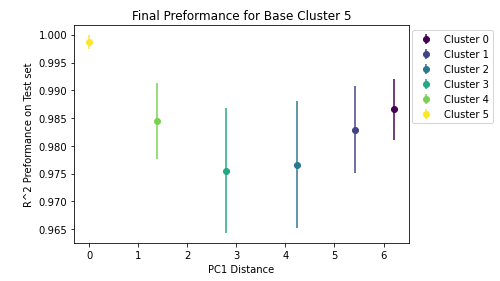 Final Preformance for Base Cluster 5
R^2 Preformance on Test set
1.000
0.995
0.990
0.985
0.980
0.975
0.970
0.965
0 1 2 3 4 5 6
PC1 Distance
Cluster 0
Cluster 1
Cluster 2
Cluster 3
Cluster 4
Cluster 5